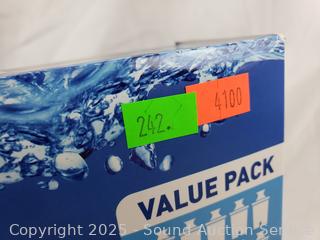 4100
242.
VALUE PACK
Copyright 2025 - Sound Auction Service